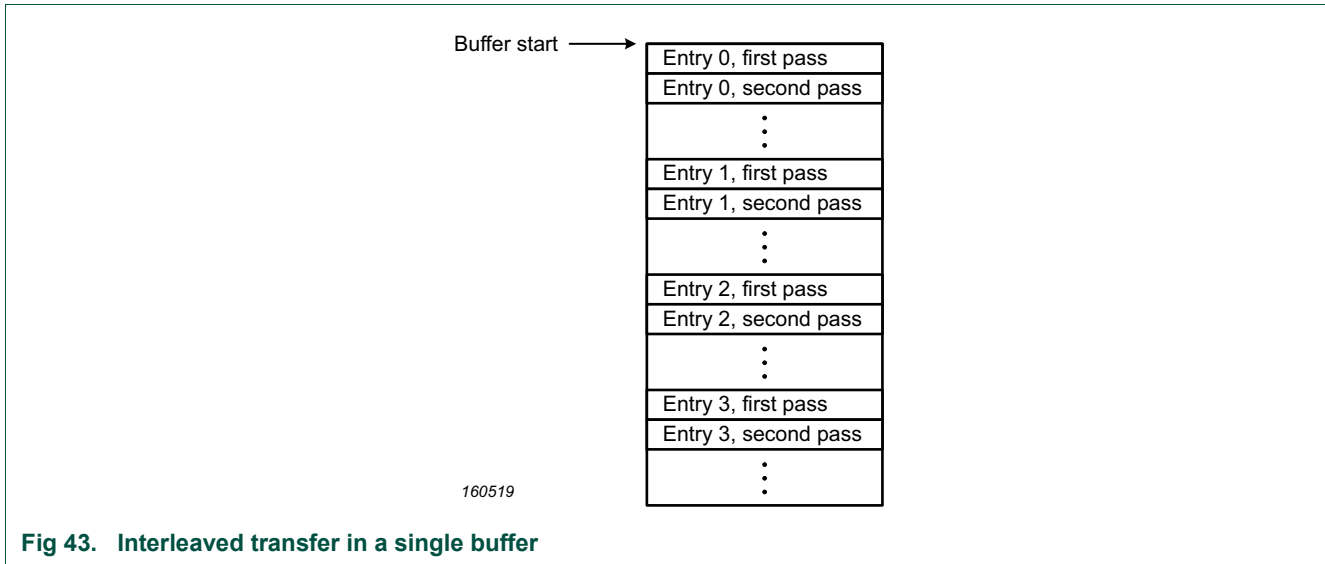 Buffer start
Entry 0, first pass
Entry 0, second pass
Entry 1, first pass
Entry 1, second pass
Entry 2, first pass
Entry 2, second pass
Entry 3, first pass
Entry 3, second pass
160519
Fig 43. Interleaved transfer in a single buffer